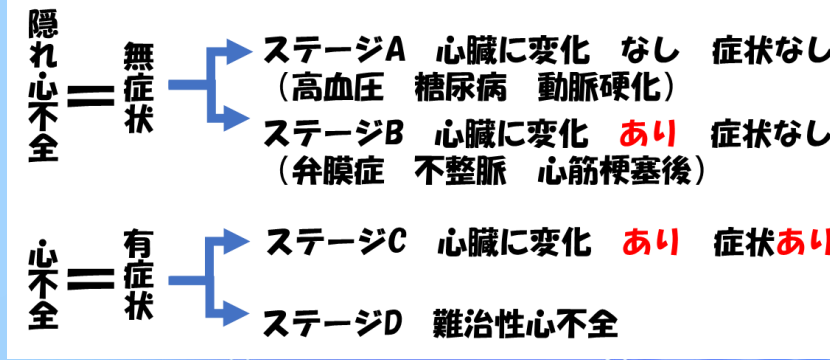 隠れ心不全
＝
無症状
ステージA　心臓に変化　なし　症状なし
（高血圧　糖尿病　動脈硬化）
ステージB　心臓に変化　あり　症状なし
（弁膜症　不整脈　心筋梗塞後）
心不全
＝
有症状
ステージC　心臓に変化　あり　症状あり
ステージD　難治性心不全